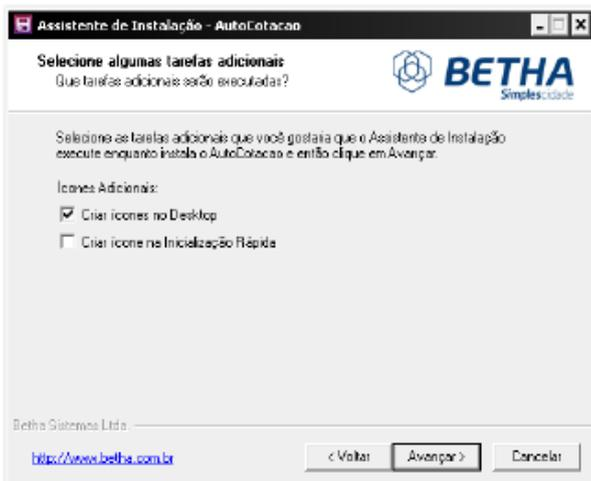 Assistente de Instalação - AutoCotacao
Selecione algumas tarefas adicionais
Que tarefas adicionais serão executadas?
BETHA
Simplescidade
Selecione as tarefas adicionais que você gostaria que o Assistente de Instalação
execute enquanto instala o AutoCotacao e então clique em Avançar.
Ícones Adicionais:
Criar ícones no Desktop
Criar ícone na Inicialização Rápida
Betha Sistemas Ltda.
http://www.betha.com.br
< Voltar
Avançar >
Cancelar